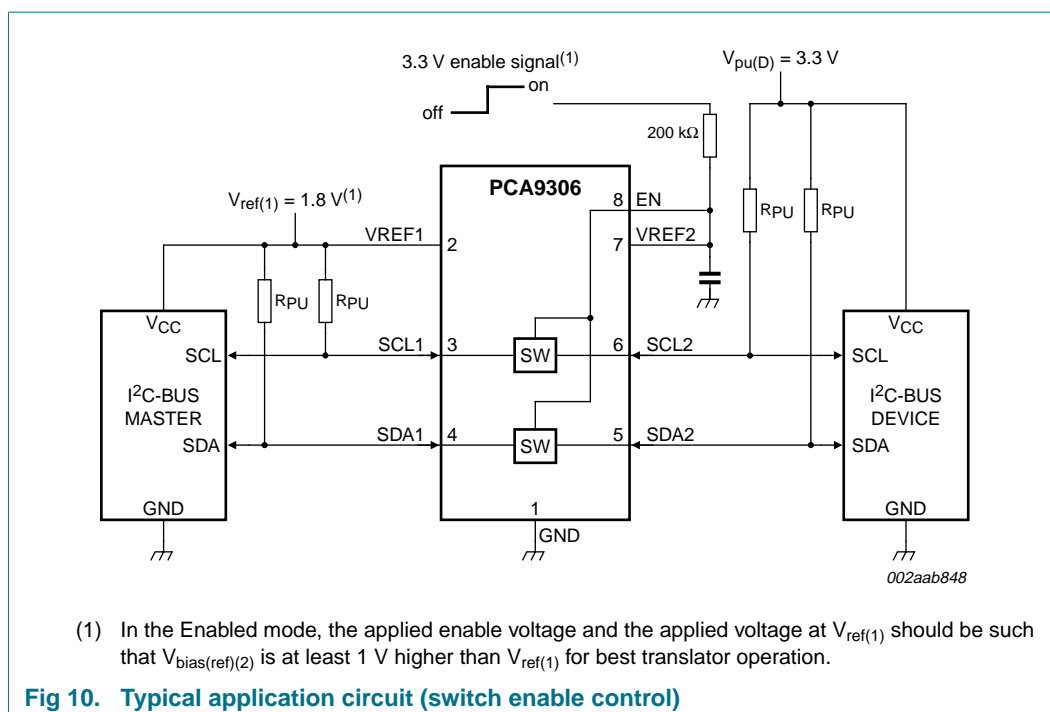 3.3 V enable signal(1)
off
on
Vpu(D) = 3.3 V
200 kΩ
PCA9306
8 EN
Vref(1) = 1.8 V(1)
RPU RPU
VREF1 2
7 VREF2
RPU RPU
VCC
VCC
SCL
SCL1 3
SW
6 SCL2
SCL
I2C-BUS
MASTER
I2C-BUS
DEVICE
SDA
SDA1 4
SW
5 SDA2
SDA
GND
1
GND
GND
002aab848
(1) In the Enabled mode, the applied enable voltage and the applied voltage at Vref(1) should be such
that Vbias(ref)(2) is at least 1 V higher than Vref(1) for best translator operation.
Fig 10. Typical application circuit (switch enable control)